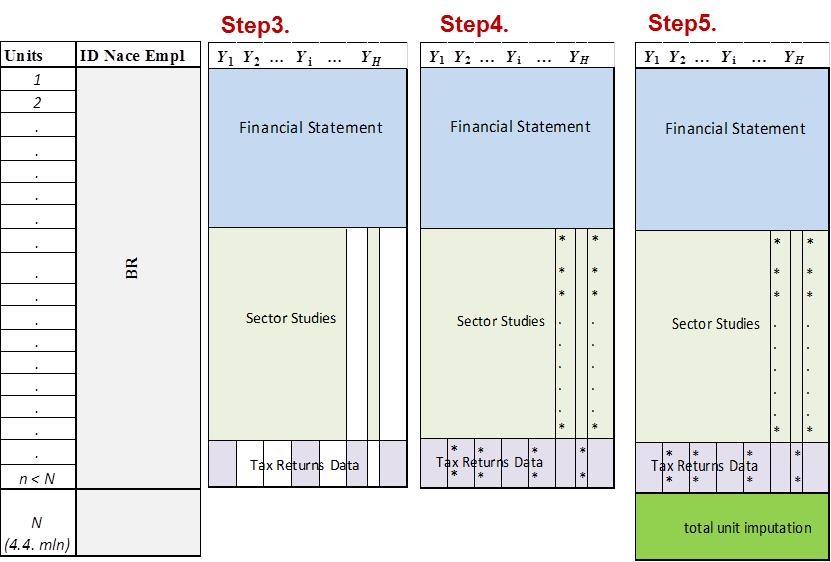 Step3.
Step4.
Step5.
Units
ID Nace Empl
Y1 Y2 ... Yi ... YH
Y1 Y2 ... Yi ... YH
Y1 Y2 ... Yi ... YH
1
2
.
.
.
.
.
.
.
.
.
.
.
.
.
.
n < N
N
(4.4. mln)
BR
Financial Statement
Financial Statement
Financial Statement
Sector Studies
Sector Studies
Sector Studies
* *
* *
* *
. .
. .
. .
. .
* *
* *
* *
* *
. .
. .
. .
. .
* *
Tax Returns Data
* * * *
Tax Returns Data
* * * *
* * * *
Tax Returns Data
* * * *
total unit imputation